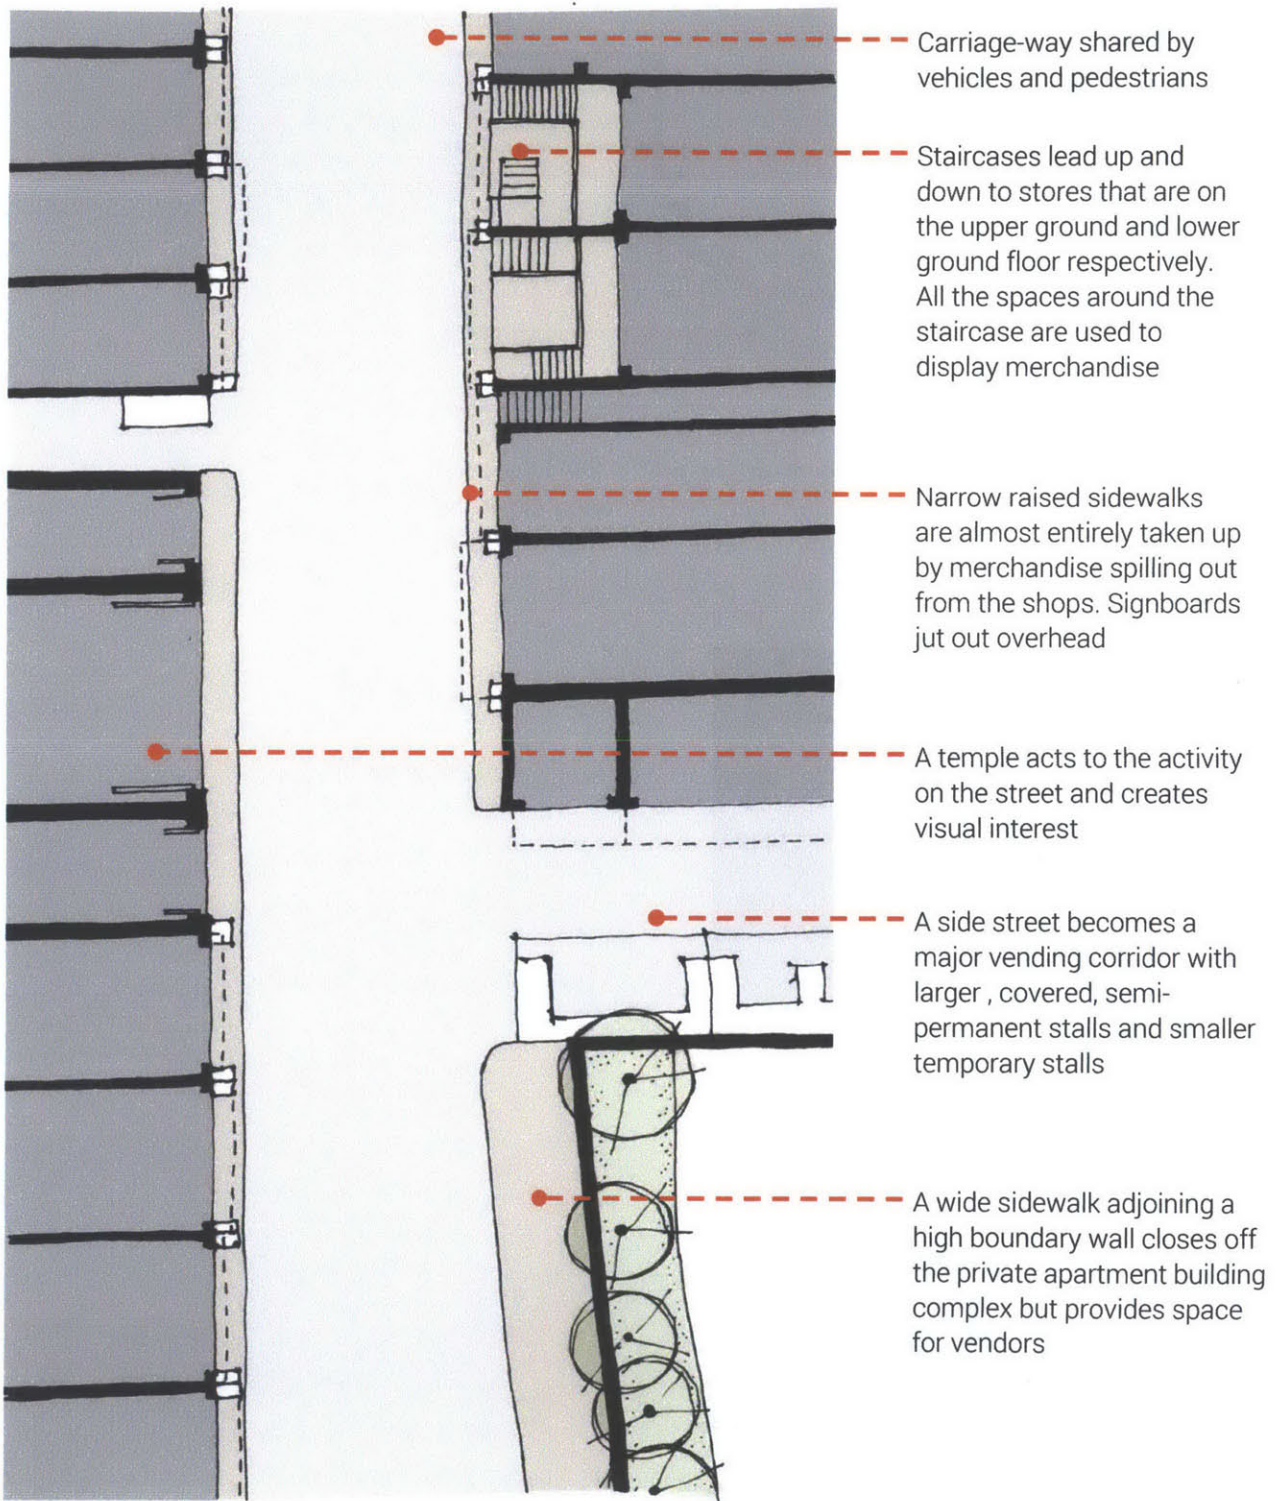 Carriage-way shared by
vehicles and pedestrians
Staircases lead up and
down to stores that are on
the upper ground and lower
ground floor respectively.
All the spaces around the
staircase are used to
display merchandise
Narrow raised sidewalks
are almost entirely taken up
by merchandise spilling out
from the shops. Signboards
jut out overhead
A temple acts to the activity
on the street and creates
visual interest
A side street becomes a
major vending corridor with
larger , covered, semi-
permanent stalls and smaller
temporary stalls
A wide sidewalk adjoining a
high boundary wall closes off
the private apartment building
complex but provides space
for vendors